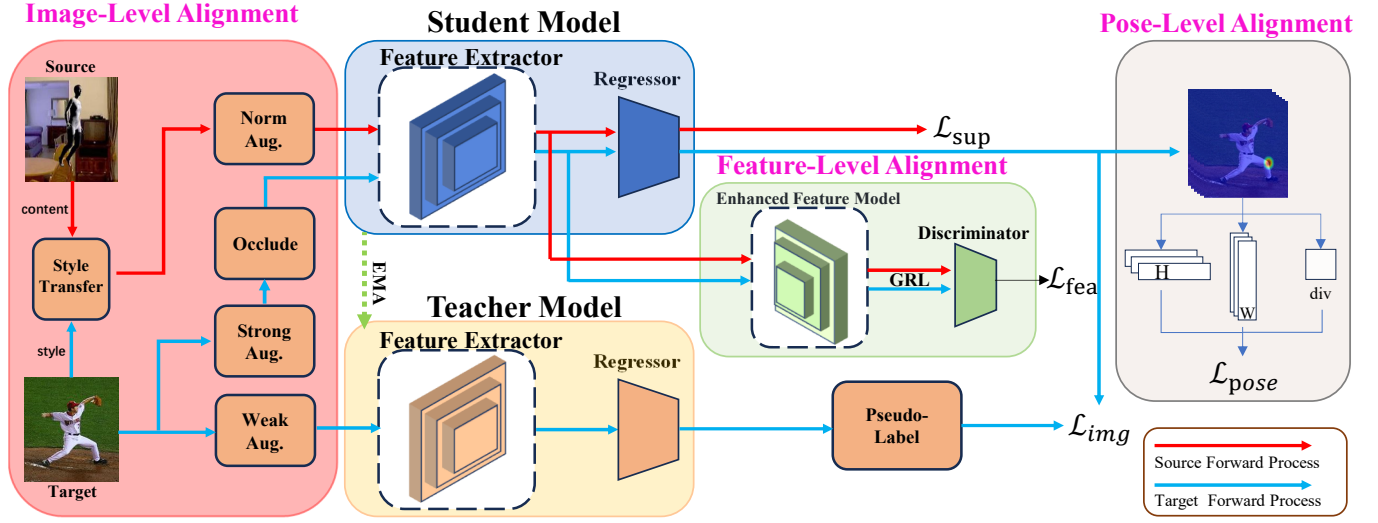 Image-Level Alignment
Source
content
Style
Transfer
style
Target
Norm
Aug.
Occlude
Strong
Aug.
Weak
Aug.
Student Model
Feature Extractor
Regressor
EMA
Teacher Model
Feature Extractor
Regressor
ℒsup
Feature-Level Alignment
Enhanced Feature Model
Discriminator
GRL
ℒfea
Pseudo-
Label
ℒimg
Pose-Level Alignment
H
W
div
ℒpose
Source Forward Process
Target Forward Process